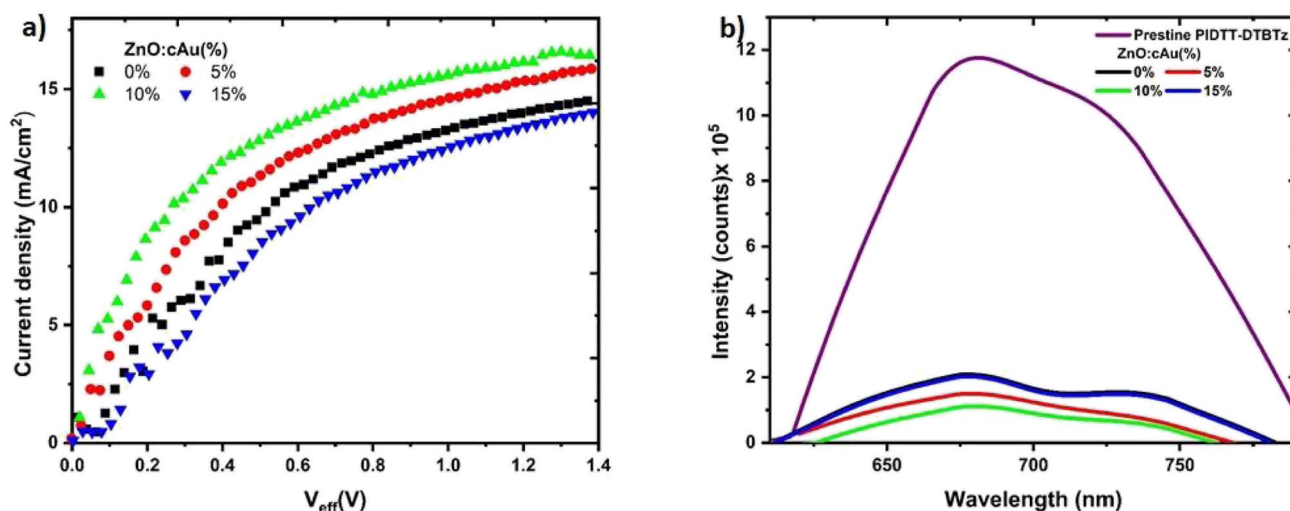 a)
ZnO:cAu(%)
0% 5%
10% 15%
15
10
5
0
0.0 0.2 0.4 0.6 0.8 1.0 1.2 1.4
Current density (mA/cm²)
Veff(V)
b)
Prestine PIDTT-DTBTz
ZnO:cAu(%)
0% 5%
10% 15%
12
10
8
6
4
2
0
650 700 750
Intensity (counts)x 10⁵
Wavelength (nm)